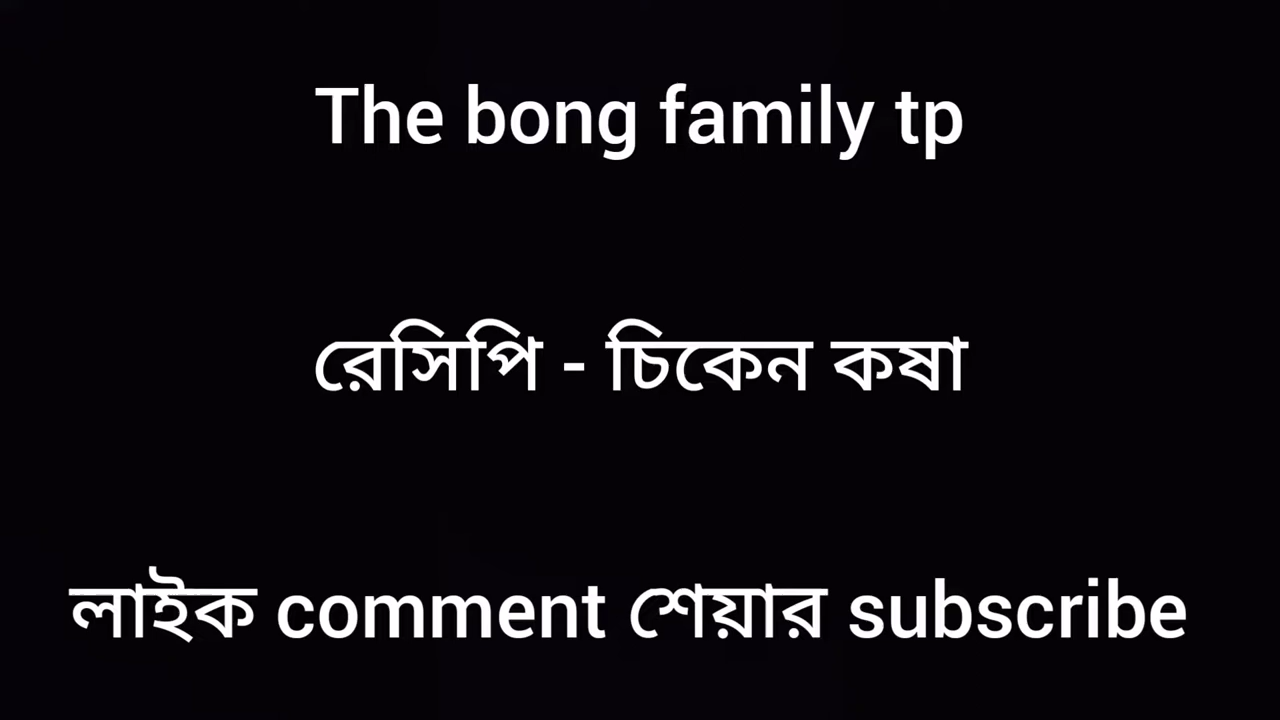 The bong family tp
রেসিপি - চিকেন কষা
লাইক comment শেয়ার subscribe